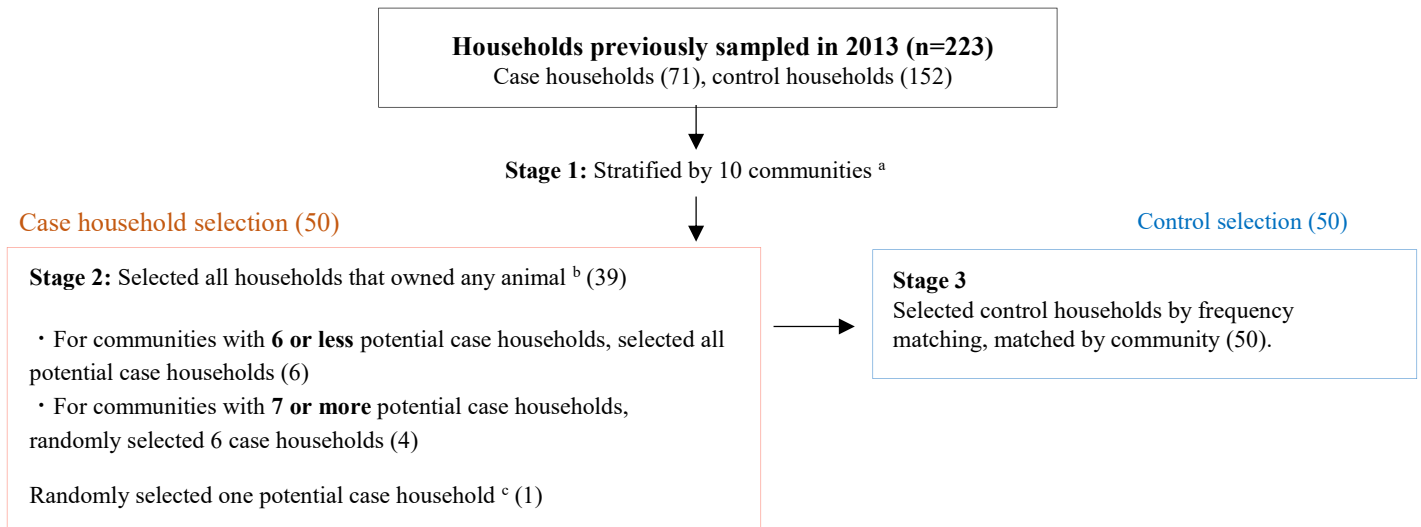 Households previously sampled in 2013 (n=223)
Case households (71), control households (152)
Stage 1: Stratified by 10 communities a
Case household selection (50)
Control selection (50)
Stage 2: Selected all households that owned any animal b (39)
・For communities with 6 or less potential case households, selected all
potential case households (6)
・For communities with 7 or more potential case households,
randomly selected 6 case households (4)
Randomly selected one potential case household c (1)
Stage 3
Selected control households by frequency
matching, matched by community (50).